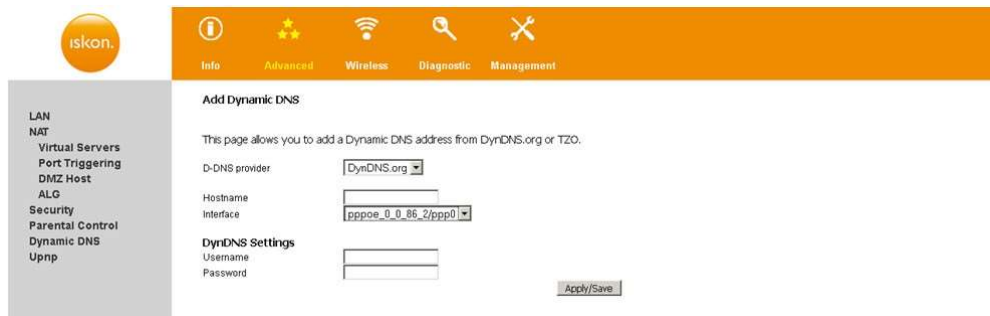 iskon.
Info Advanced Wireless Diagnostic Management
LAN
NAT
Virtual Servers
Port Triggering
DMZ Host
ALG
Security
Parental Control
Dynamic DNS
Upnp
Add Dynamic DNS
This page allows you to add a Dynamic DNS address from DynDNS.org or TZO.
D-DNS provider DynDNS.org
Hostname
Interface pppoe_0_0_86_2/ppp0
DynDNS Settings
Username
Password
Apply/Save